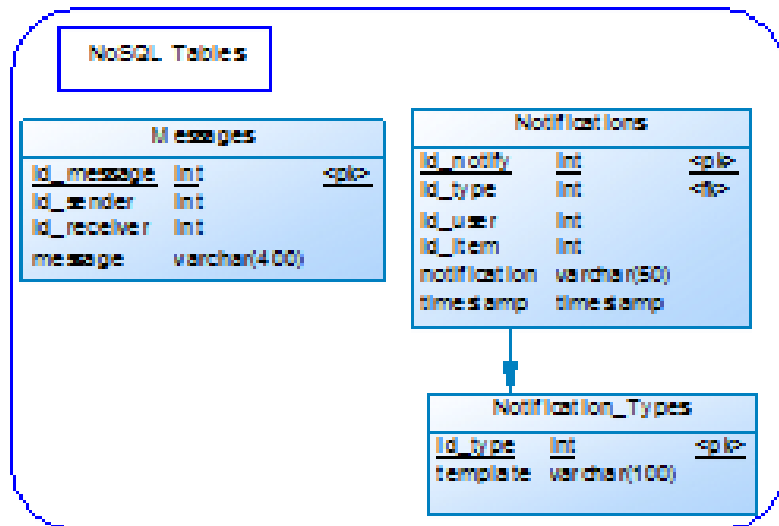 NoSQL Tables
Messages
id_message int <pk>
id_sender int
id_receiver int
message varchar(400)
Notifications
id_notify int <pk>
id_type int <fk>
id_user int
id_item int
notification varchar(50)
timestamp timestamp
Notification_Types
id_type int <pk>
template varchar(100)